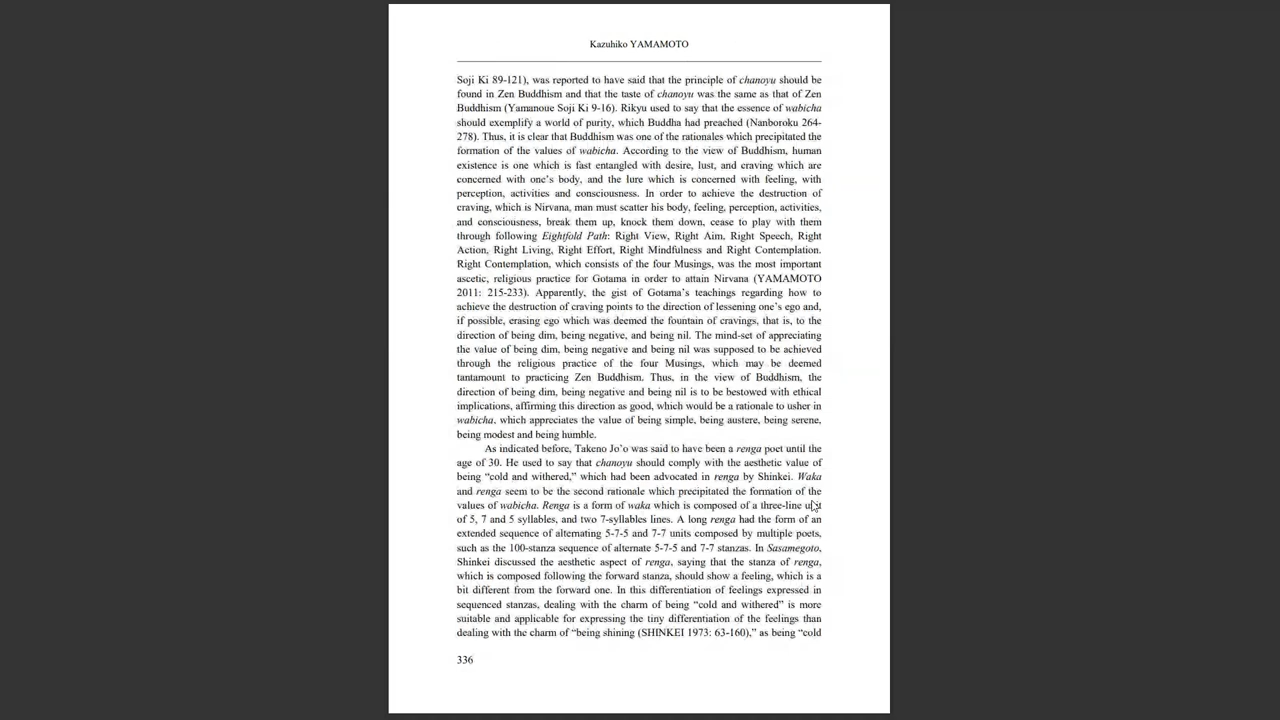 Kazuhiko YAMAMOTO
Soji Ki 89-121), was reported to have said that the principle of chanoyu should be
found in Zen Buddhism and that the taste of chanoyu was the same as that of Zen
Buddhism (Yamanoue Soji Ki 9-16). Rikyu used to say that the essence of wabicha
should exemplify a world of purity, which Buddha had preached (Nanboroku 264-
278). Thus, it is clear that Buddhism was one of the rationales which precipitated the
formation of the values of wabicha. According to the view of Buddhism, human
existence is one which is fast entangled with desire, lust, and craving which are
concerned with one's body, and the lure which is concerned with feeling, with
perception, activities and consciousness. In order to achieve the destruction of
craving, which is Nirvana, man must scatter his body, feeling, perception, activities,
and consciousness, break them up, knock them down, cease to play with them
through following Eightfold Path: Right View, Right Aim, Right Speech, Right
Action, Right Living, Right Effort, Right Mindfulness and Right Contemplation.
Right Contemplation, which consists of the four Musings, was the most important
ascetic, religious practice for Gotama in order to attain Nirvana (YAMAMOTO
2011: 215-233). Apparently, the gist of Gotama's teachings regarding how to
achieve the destruction of craving points to the direction of lessening one's ego and,
if possible, erasing ego which was deemed the fountain of cravings, that is, to the
direction of being dim, being negative, and being nil. The mind-set of appreciating
the value of being dim, being negative and being nil was supposed to be achieved
through the religious practice of the four Musings, which may be deemed
tantamount to practicing Zen Buddhism. Thus, in the view of Buddhism, the
direction of being dim, being negative and being nil is to be bestowed with ethical
implications, affirming this direction as good, which would be a rationale to usher in
wabicha, which appreciates the value of being simple, being austere, being serene,
being modest and being humble.
As indicated before, Takeno Jo'o was said to have been a renga poet until the
age of 30. He used to say that chanoyu should comply with the aesthetic value of
being "cold and withered," which had been advocated in renga by Shinkei. Waka
and renga seem to be the second rationale which precipitated the formation of the
values of wabicha. Renga is a form of waka which is composed of a three-line unit
of 5, 7 and 5 syllables, and two 7-syllables lines. A long renga had the form of an
extended sequence of alternating 5-7-5 and 7-7 units composed by multiple poets,
such as the 100-stanza sequence of alternate 5-7-5 and 7-7 stanzas. In Sasamegoto,
Shinkei discussed the aesthetic aspect of renga, saying that the stanza of renga,
which is composed following the forward stanza, should show a feeling, which is a
bit different from the forward one. In this differentiation of feelings expressed in
sequenced stanzas, dealing with the charm of being "cold and withered" is more
suitable and applicable for expressing the tiny differentiation of the feelings than
dealing with the charm of "being shining (SHINKEI 1973: 63-160)," as being "cold
336